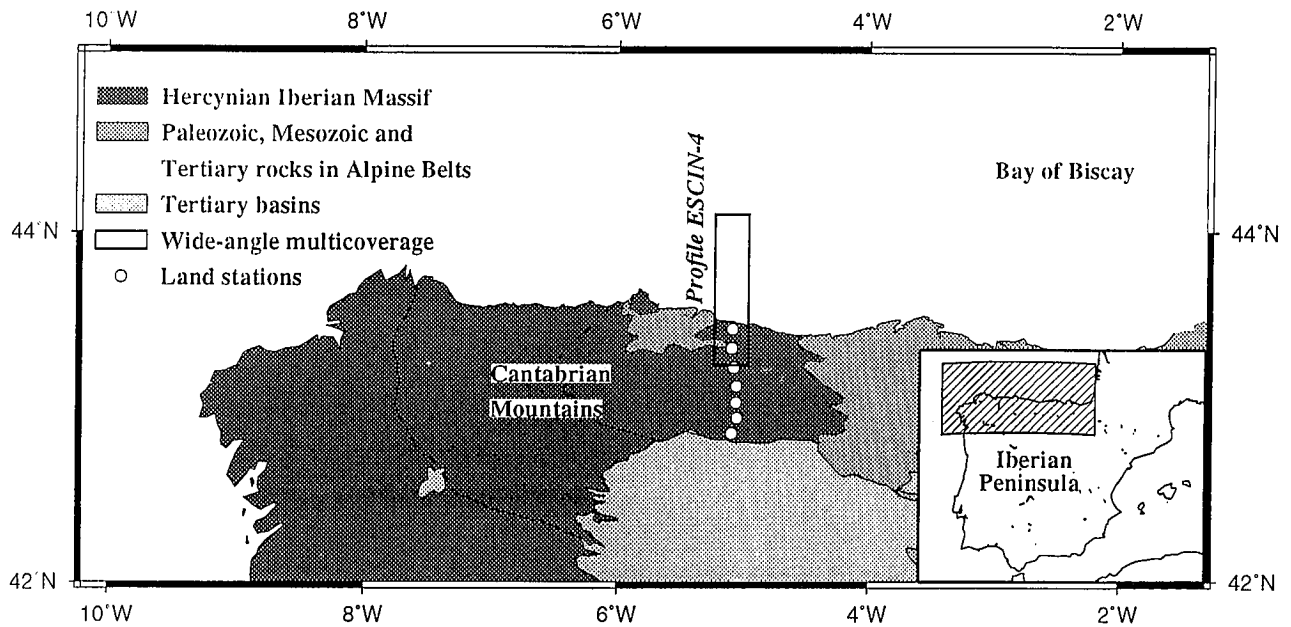 10°W 8°W 6°W 4°W 2°W
Hercynian Iberian Massif
Paleozoic, Mesozoic and
Tertiary rocks in Alpine Belts
Tertiary basins
Wide-angle multicoverage
Land stations
Profile ESCIN-4
Bay of Biscay
44°N 44°N
Cantabrian
Mountains
Iberian
Peninsula
42°N 42°N
10°W 8°W 6°W 4°W 2°W